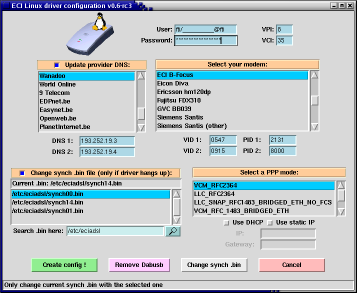 ECI Linux driver configuration v0.6-rc3
User: fti/________@fti
VPI: 8
Password: ****************
VCI: 35
Update provider DNS:
Wanadoo
World Online
9 Telecom
EDPnet.be
Easynet.be
Openweb.be
PlanetInternet.be
DNS 1: 193.252.19.3
DNS 2: 193.252.19.4
Select your modem:
ECI B-Focus
Eicon Diva
Ericsson hm120dp
Fujitsu FDX310
GVC BB039
Siemens Santis
Siemens Santis (other)
VID 1: 0547 PID 1: 2131
VID 2: 0915 PID 2: 8000
Change synch .bin file (only if driver hangs up):
Current .bin: /etc/eciadsl/synch14.bin
/etc/eciadsl/synch00.bin
/etc/eciadsl/synch14.bin
/etc/eciadsl/synch01.bin
Search .bin here: /etc/eciadsl
Select a PPP mode:
VCM_RFC2364
LLC_RFC2364
LLC_SNAP_RFC1483_BRIDGED_ETH_NO_FCS
VCM_RFC_1483_BRIDGED_ETH
Use DHCP Use static IP
IP:
Gateway:
Create config !
Remove Dabusb
Change synch .bin
Cancel
Only change current synch .bin with the selected one